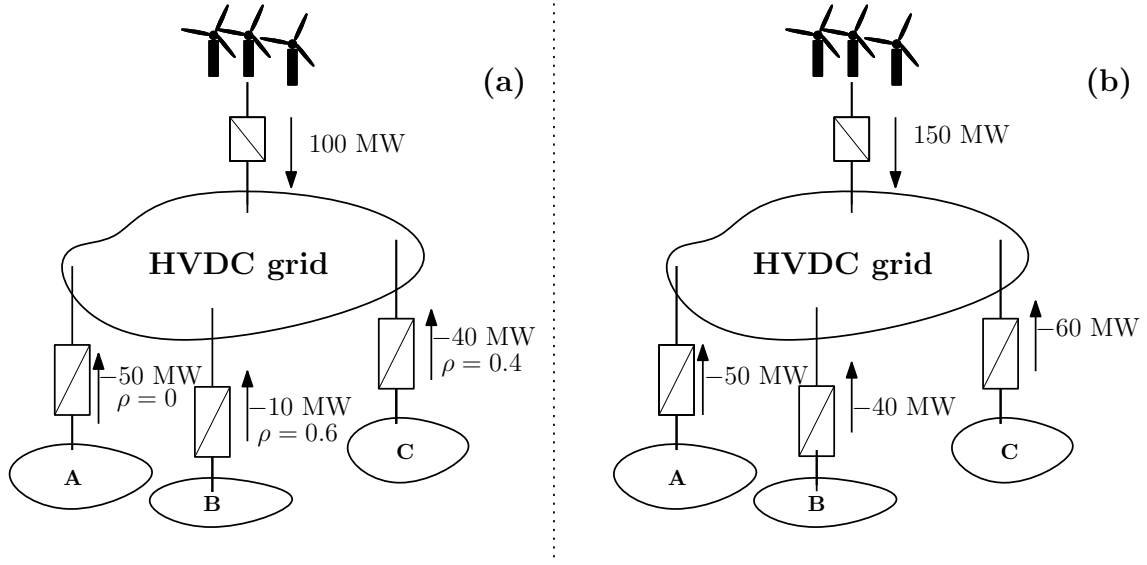 (a)
100 MW
HVDC grid
−40 MW
ρ = 0.4
−50 MW
ρ = 0
−10 MW
ρ = 0.6
A
B
C
(b)
150 MW
HVDC grid
−60 MW
−50 MW
−40 MW
A
B
C